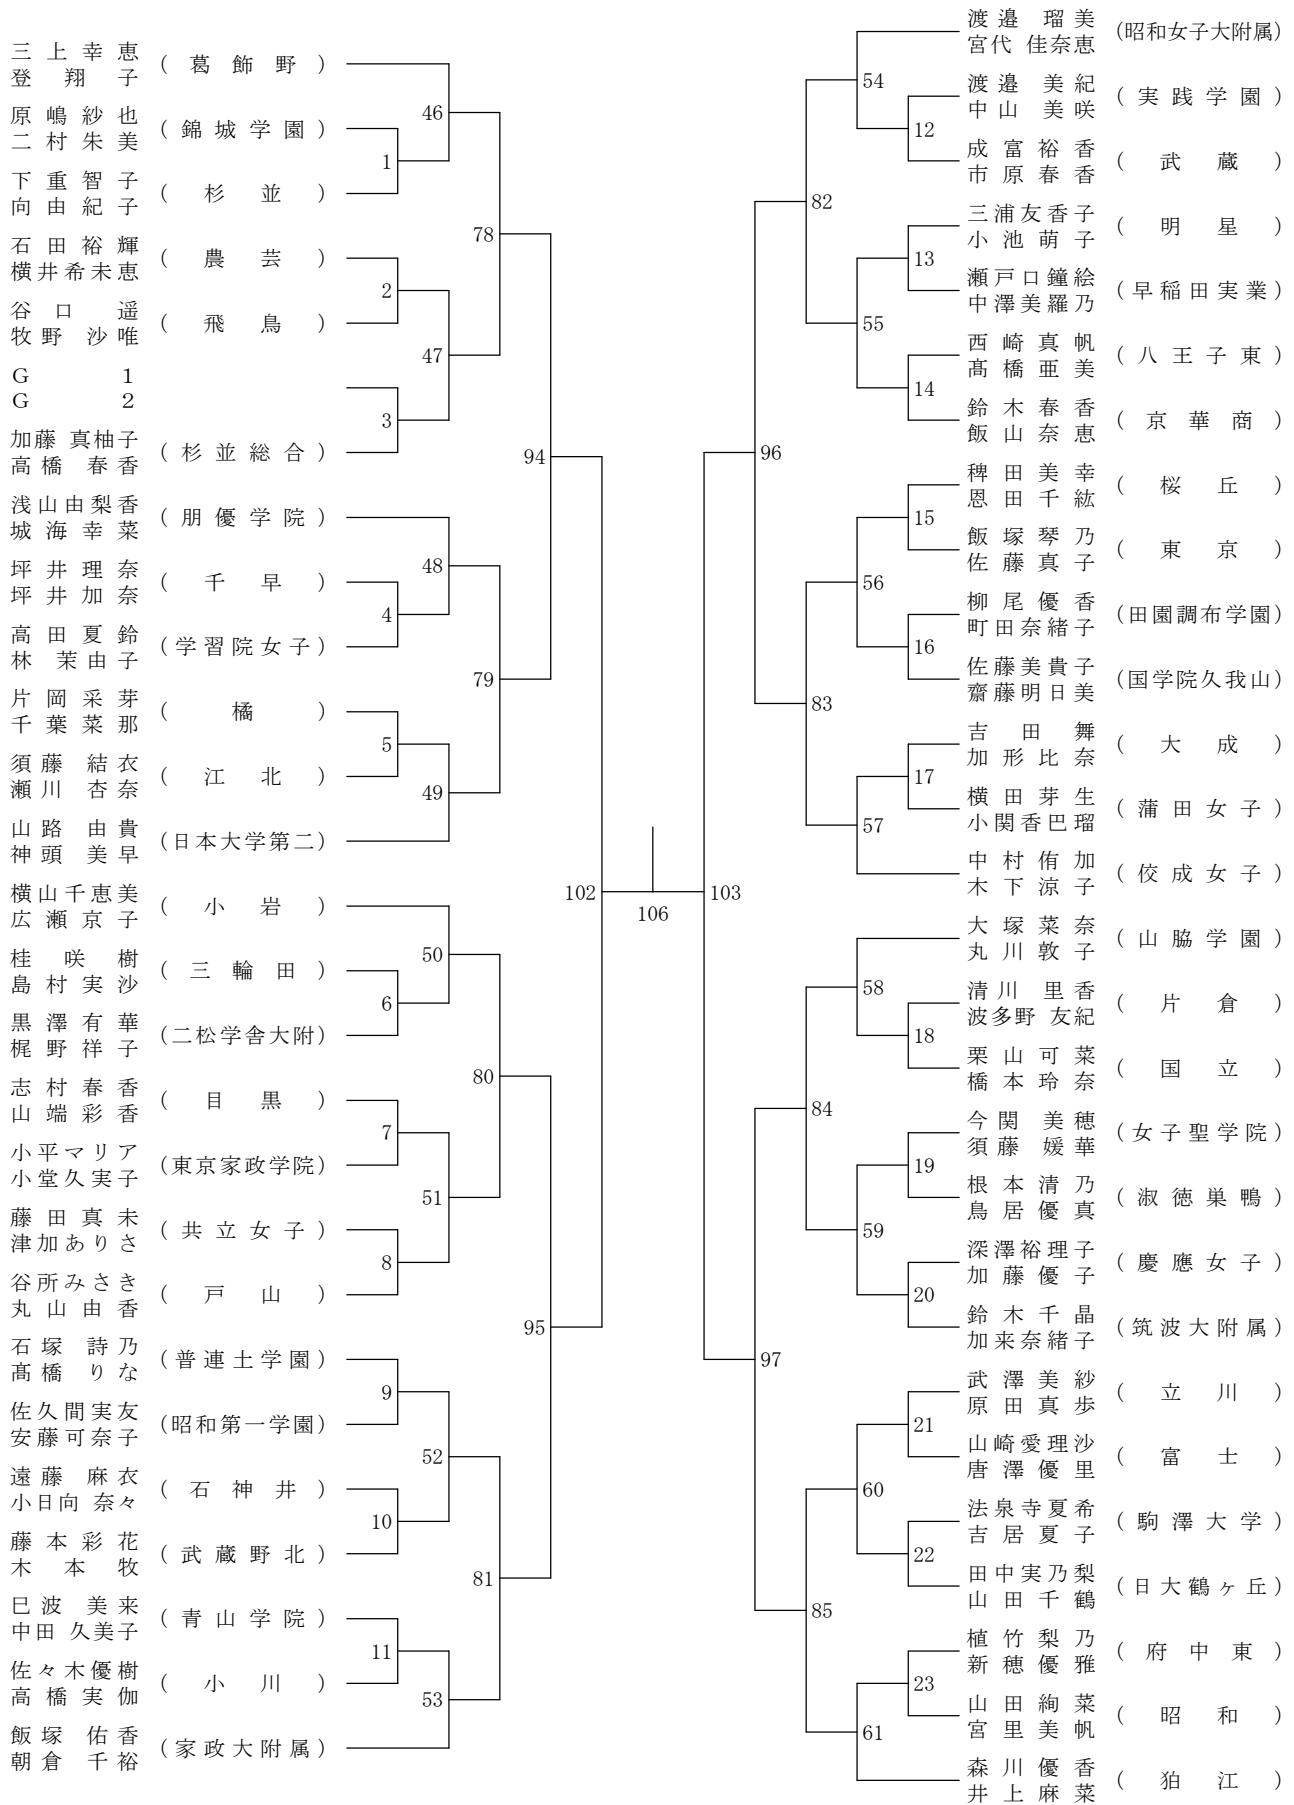 三上幸恵
登翔子
(葛飾野)
原嶋紗也
二村朱美
(錦城学園)
下重智子
向由紀子
(杉並)
石田裕輝
横井希未恵
(農芸)
谷口遥
牧野沙唯
(飛鳥)
G 1
G 2
加藤 真柚子
高橋 春香
(杉並総合)
浅山由梨香
城海幸菜
(朋優学院)
坪井理奈
坪井加奈
(千早)
高田夏鈴
林茉由子
(学習院女子)
片岡采芽
千葉菜那
(橘)
須藤 結衣
瀬川 杏奈
(江北)
山路 由貴
神頭 美早
(日本大学第二)
横山千恵美
広瀬京子
(小岩)
桂咲樹
島村実沙
(三輪田)
黒澤有華
梶野祥子
(二松学舎大附)
志村春香
山端彩香
(目黒)
小平マリア
小堂久実子
(東京家政学院)
藤田真未
津加ありさ
(共立女子)
谷所みさき
丸山由香
(戸山)
石塚 詩乃
髙橋 りな
(普連土学園)
佐久間実友
安藤可奈子
(昭和第一学園)
遠藤 麻衣
小日向 奈々
(石神井)
藤本彩花
木本牧
(武蔵野北)
巳波 美来
中田 久美子
(青山学院)
佐々木優樹
高橋実伽
(小川)
飯塚 佑香
朝倉 千裕
(家政大附属)
46
1
78
2
47
3
94
48
4
79
5
49
102
50
6
80
7
51
8
95
9
52
10
81
11
53
106
103
渡邉 瑠美
宮代 佳奈恵
(昭和女子大附属)
渡邉 美紀
中山 美咲
(実践学園)
成富裕香
市原春香
(武蔵)
三浦友香子
小池萌子
(明星)
瀬戸口鐘絵
中澤美羅乃
(早稲田実業)
西崎真帆
髙橋亜美
(八王子東)
鈴木春香
飯山奈恵
(京華商)
稗田美幸
恩田千紘
(桜丘)
飯塚琴乃
佐藤真子
(東京)
柳尾優香
町田奈緒子
(田園調布学園)
佐藤美貴子
齋藤明日美
(国学院久我山)
吉田舞
加形比奈
(大成)
横田芽生
小関香巴瑠
(蒲田女子)
中村侑加
木下涼子
(佼成女子)
大塚菜奈
丸川敦子
(山脇学園)
清川 里香
波多野 友紀
(片倉)
栗山可菜
橋本玲奈
(国立)
今関 美穂
須藤 媛華
(女子聖学院)
根本清乃
鳥居優真
(淑徳巣鴨)
深澤裕理子
加藤優子
(慶應女子)
鈴木千晶
加来奈緒子
(筑波大附属)
武澤美紗
原田真歩
(立川)
山崎愛理沙
唐澤優里
(富士)
法泉寺夏希
吉居夏子
(駒澤大学)
田中実乃梨
山田千鶴
(日大鶴ヶ丘)
植竹梨乃
新穂優雅
(府中東)
山田絢菜
宮里美帆
(昭和)
森川優香
井上麻菜
(狛江)
54
12
82
13
55
14
96
15
56
16
83
17
57
58
18
84
19
59
20
97
21
60
22
85
23
61